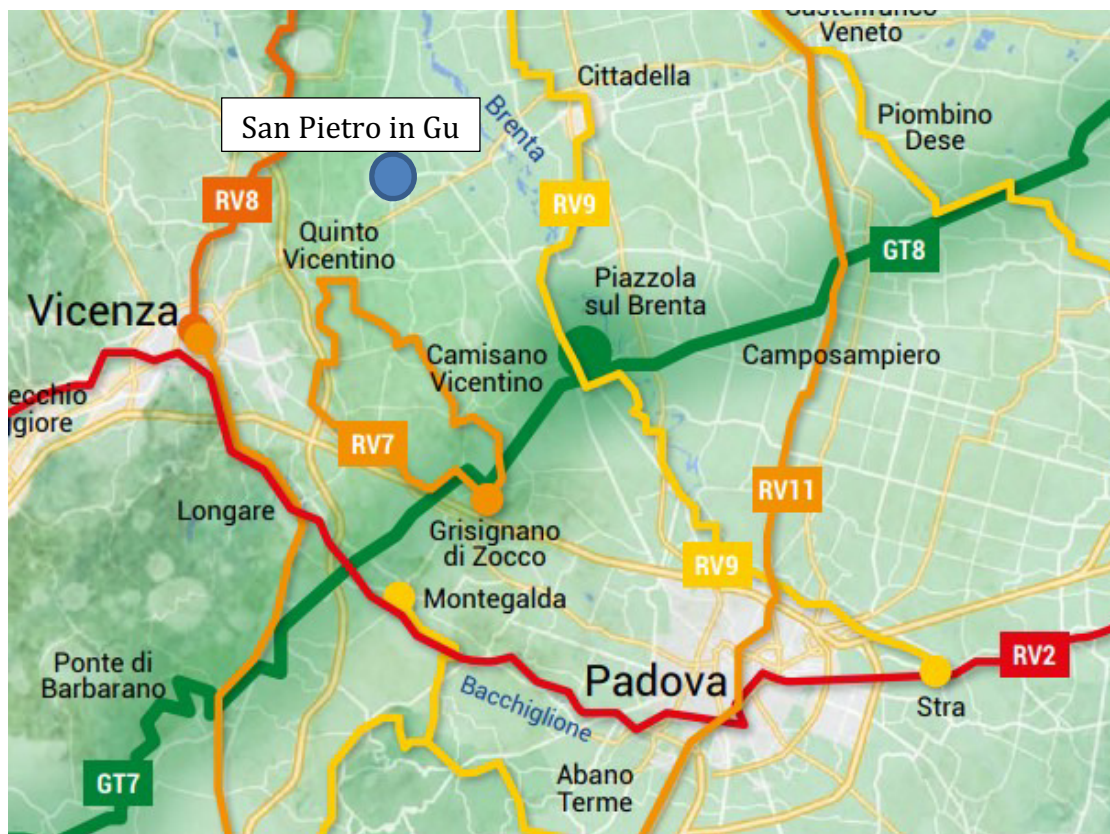 Castelfranco
Veneto
Cittadella
San Pietro in Gu
Brenta
Piombino
Dese
RV8
RV9
Quinto
Vicentino
GT8
Piazzola
sul Brenta
Vicenza
Camisano
Vicentino
Camposampiero
ecchio
ggiore
RV7
RV11
Longare
Grisignano
di Zocco
RV9
Montegalda
Ponte di
Barbarano
Padova
RV2
Bacchiglione
Stra
GT7
Abano
Terme